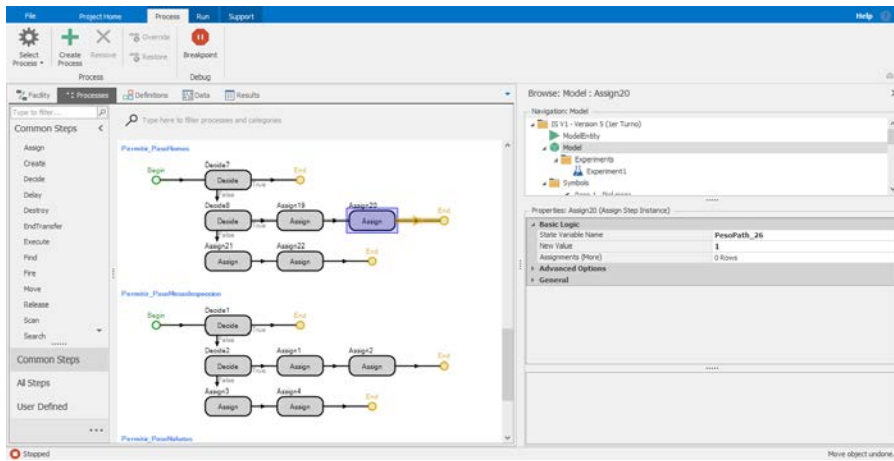 File Project Home Process Run Support Help
Select Process Create Process Remove Override Restore Breakpoint
Process Debug
Facility Processes Definitions Data Results
Type to filter...
Type here to filter processes and categories
Common Steps
Assign
Create
Decide
Delay
Destroy
EndTransfer
Execute
Find
Fire
Move
Release
Scan
Search
Common Steps
All Steps
User Defined
Begin Decide7 Decide True End
False
Decide8 Decide True Assign19 Assign Assign20 Assign End
False
Assign21 Assign Assign22 Assign End
Begin Decide1 Decide True End
False
Decide2 Decide True Assign1 Assign Assign2 Assign End
False
Assign3 Assign Assign4 Assign End
Browse: Model : Assign20
Navigation: Model
IS V1 - Version 5 (1er Turno)
ModelEntity
Model
Experiments
Experiment1
Symbols
Properties: Assign20 (Assign Step Instance)
Basic Logic
State Variable Name PesoPath_26
New Value 1
Assignments (More) 0 Rows
Advanced Options
General
Stopped
Move object undone.